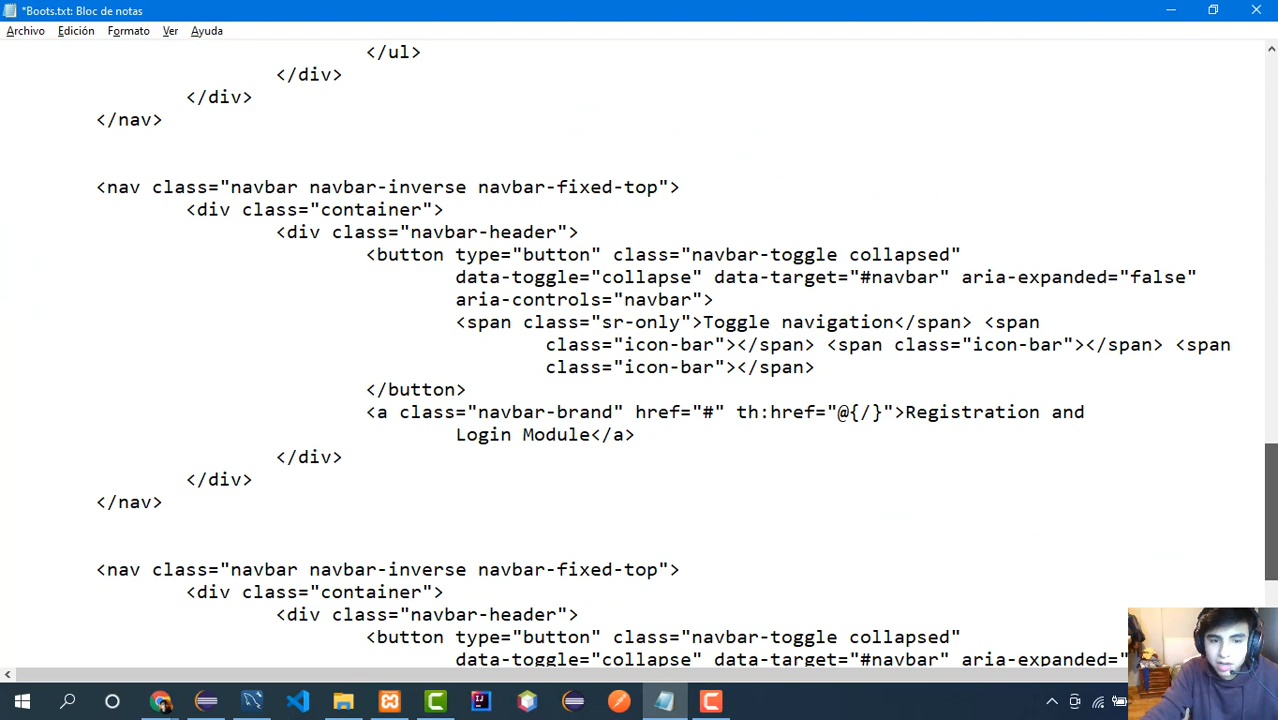 *Boots.txt: Bloc de notas
Archivo Edición Formato Ver Ayuda
</ul>
</div>
</div>
</nav>
<nav class="navbar navbar-inverse navbar-fixed-top">
<div class="container">
<div class="navbar-header">
<button type="button" class="navbar-toggle collapsed"
data-toggle="collapse" data-target="#navbar" aria-expanded="false"
aria-controls="navbar">
<span class="sr-only">Toggle navigation</span> <span
class="icon-bar"></span> <span class="icon-bar"></span> <span
class="icon-bar"></span>
</button>
<a class="navbar-brand" href="#" th:href="@{/}">Registration and
Login Module</a>
</div>
</div>
</nav>
<nav class="navbar navbar-inverse navbar-fixed-top">
<div class="container">
<div class="navbar-header">
<button type="button" class="navbar-toggle collapsed"
data-toggle="collapse" data-target="#navbar" aria-expanded="